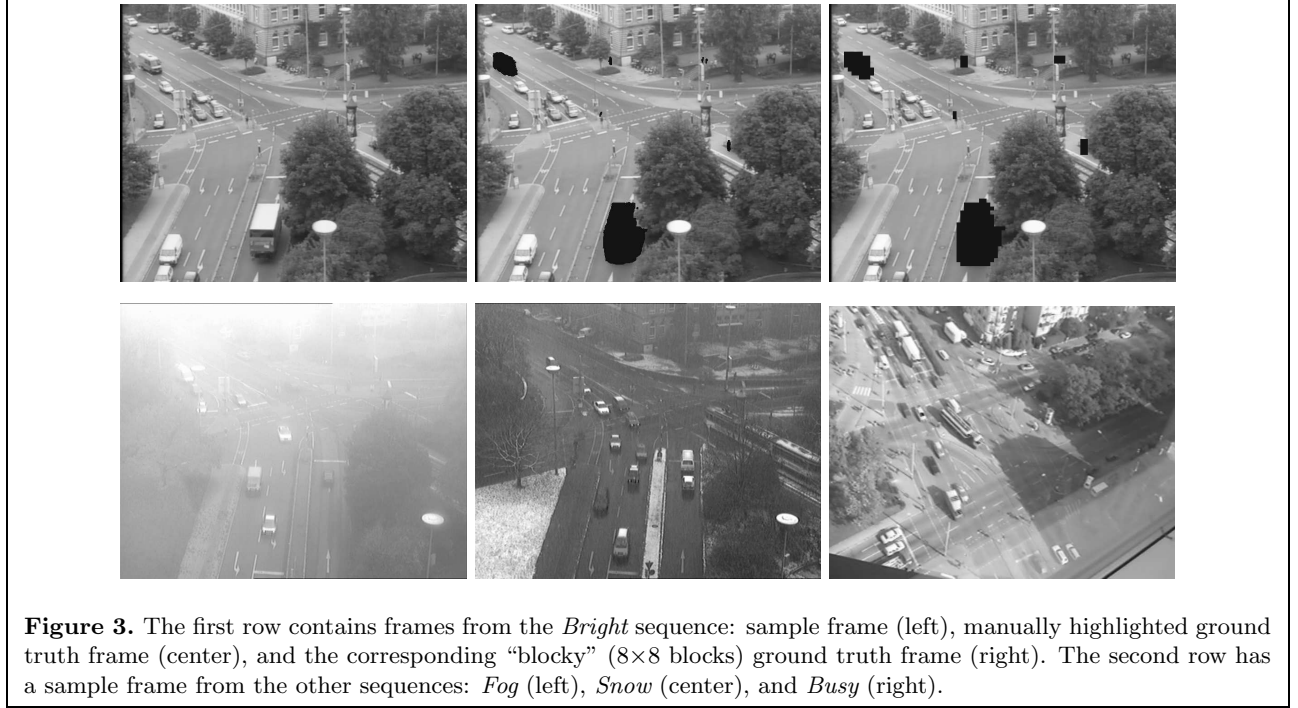 Figure 3. The first row contains frames from the Bright sequence: sample frame (left), manually highlighted ground
truth frame (center), and the corresponding “blocky” (8×8 blocks) ground truth frame (right). The second row has
a sample frame from the other sequences: Fog (left), Snow (center), and Busy (right).